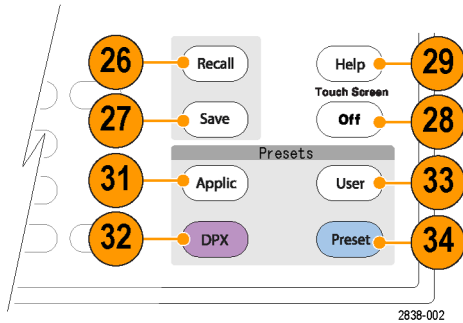 26 Recall Help 29
Touch Screen
27 Save Off 28
Presets
31 Applic User 33
32 DPX Preset 34
2838-002